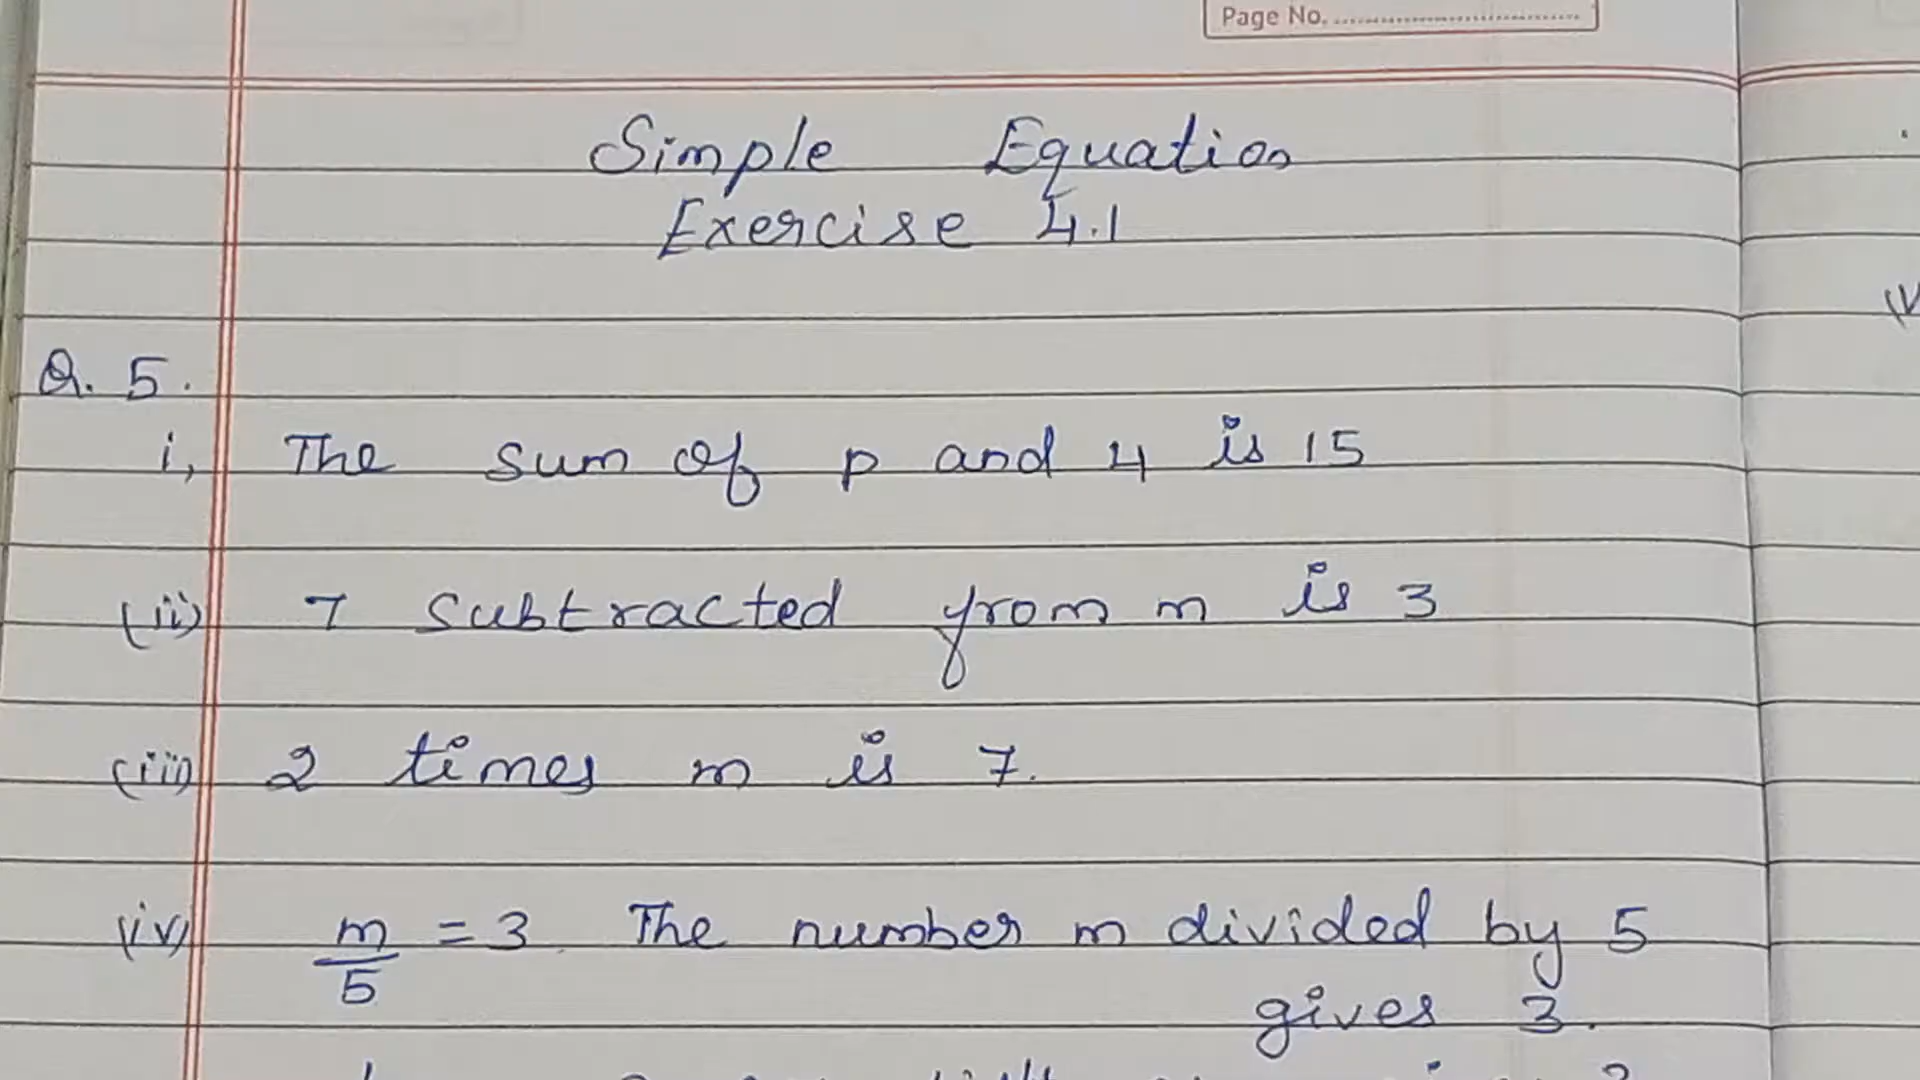 Page No.
Simple Equation
Exercise 4.1
Q. 5.
i, The sum of p and 4 is 15
(ii) 7 Subtracted from m is 3
(iii) 2 times m is 7.
(iv) m/5 = 3. The number m divided by 5
gives 3.